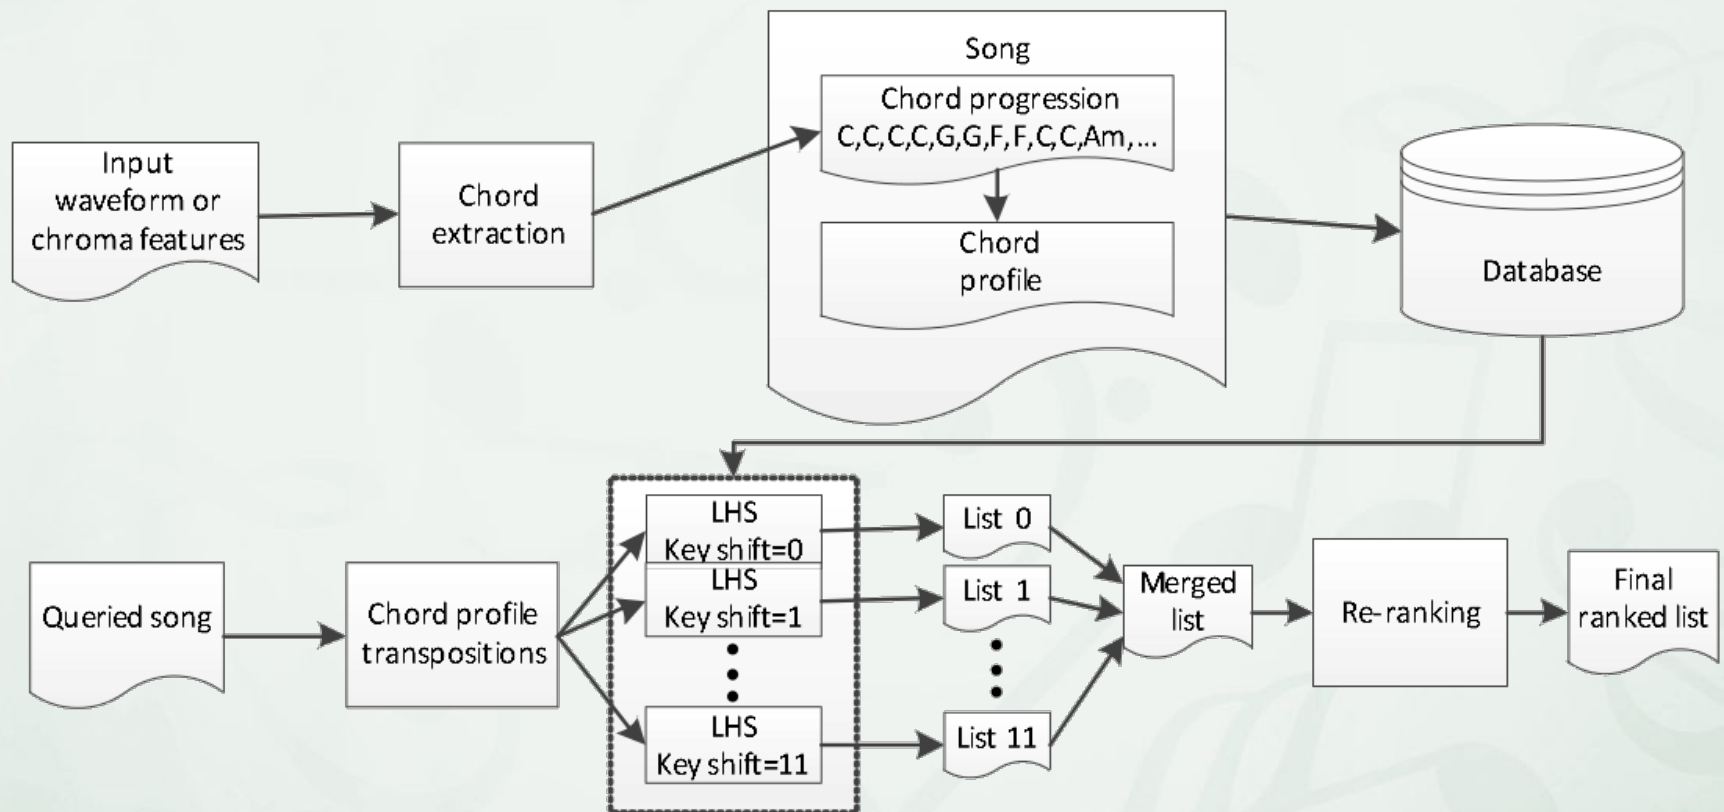 Song
Chord progression
C,C,C,C,G,G,F,F,C,C,Am,...
Chord
profile
Input
waveform or
chroma features
Chord
extraction
Database
Queried song
Chord profile
transpositions
LHS
Key shift=0
LHS
Key shift=1
LHS
Key shift=11
List 0
List 1
List 11
Merged
list
Re-ranking
Final
ranked list